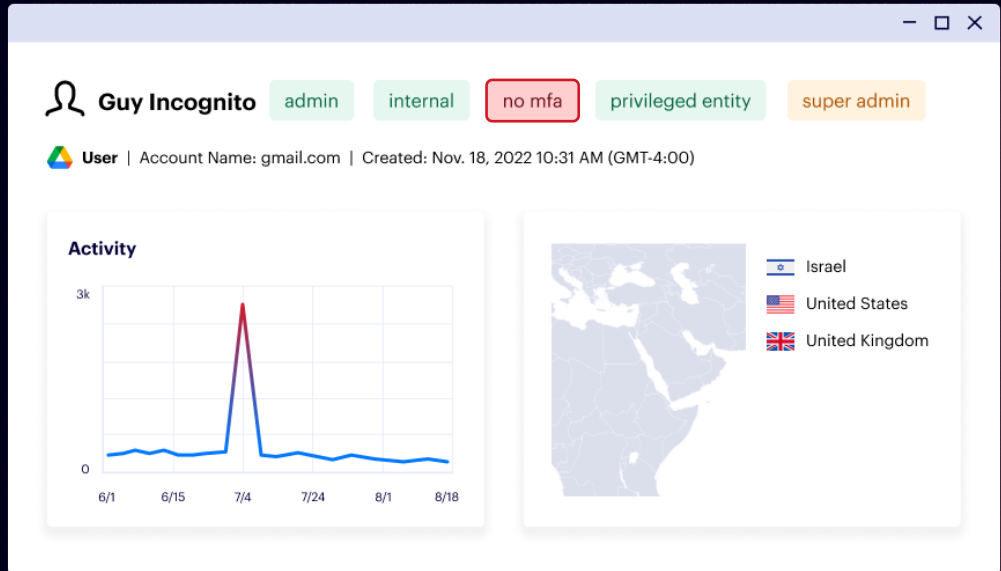 Guy Incognito admin internal no mfa privileged entity super admin
User | Account Name: gmail.com | Created: Nov. 18, 2022 10:31 AM (GMT-4:00)
Activity
3k
0
6/1 6/15 7/4 7/24 8/1 8/18
Israel
United States
United Kingdom